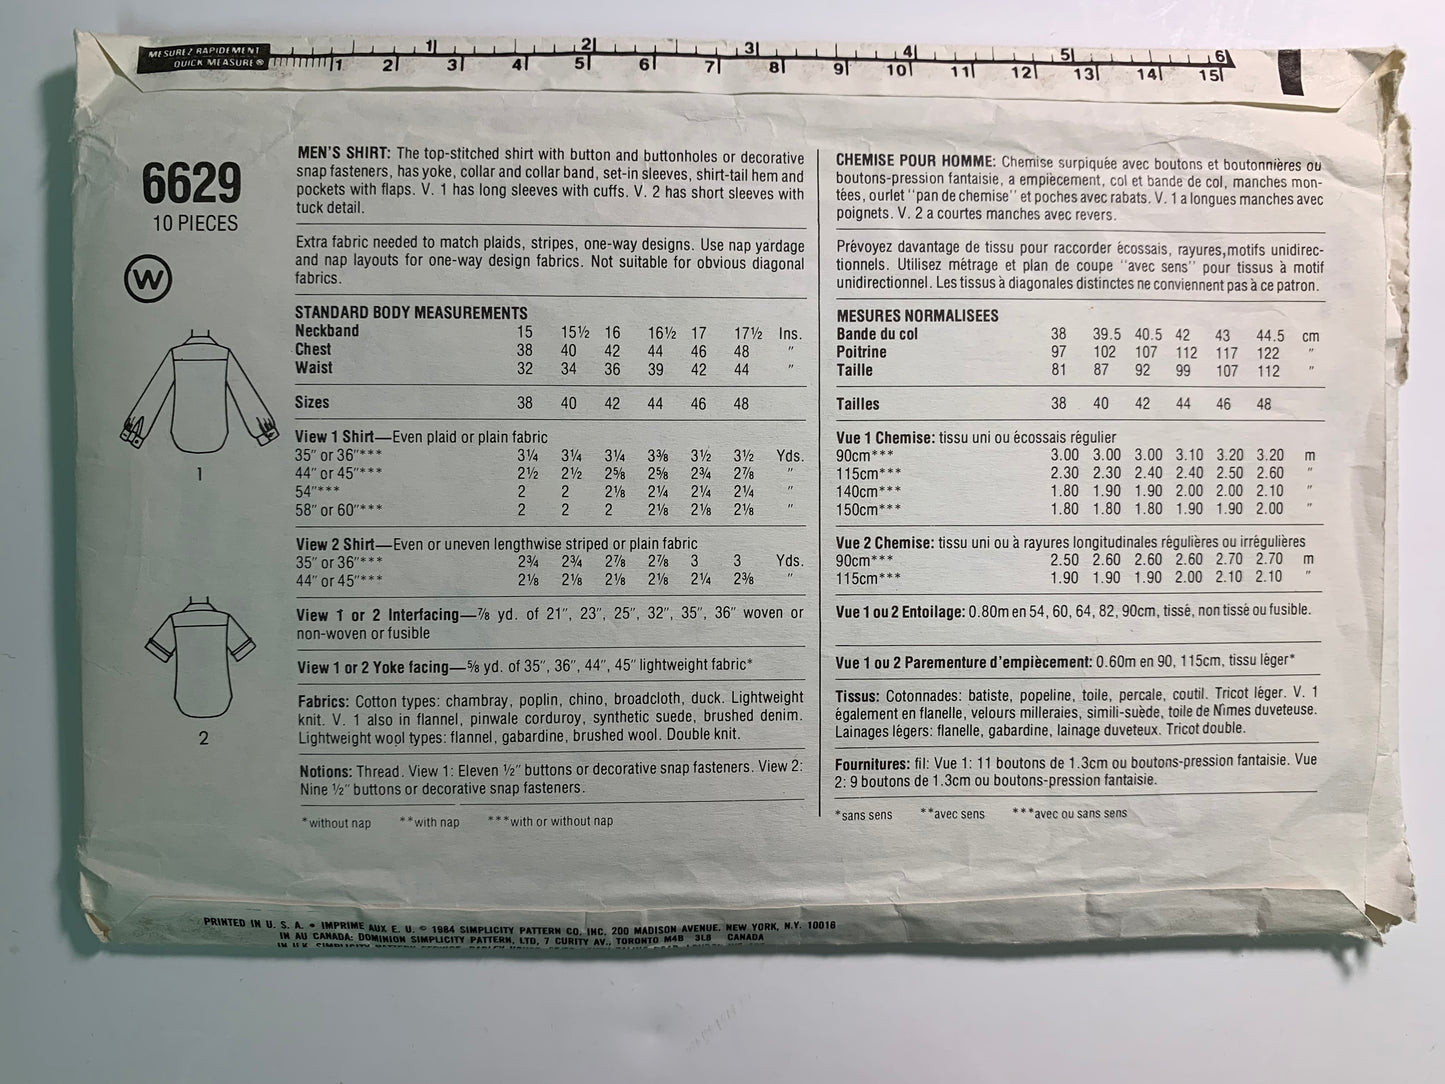 MESUREZ RAPIDEMENT
QUICK MEASURE®
1 2 3 4 5 6
1 2 3 4 5 6 7 8 9 10 11 12 13 14 15
6629
10 PIECES
W
1
2
MEN'S SHIRT: The top-stitched shirt with button and buttonholes or decorative
snap fasteners, has yoke, collar and collar band, set-in sleeves, shirt-tail hem and
pockets with flaps. V. 1 has long sleeves with cuffs. V. 2 has short sleeves with
tuck detail.
Extra fabric needed to match plaids, stripes, one-way designs. Use nap yardage
and nap layouts for one-way design fabrics. Not suitable for obvious diagonal
fabrics.
STANDARD BODY MEASUREMENTS
Neckband 15 15½ 16 16½ 17 17½ Ins.
Chest 38 40 42 44 46 48 "
Waist 32 34 36 39 42 44 "
Sizes 38 40 42 44 46 48
View 1 Shirt—Even plaid or plain fabric
35" or 36"*** 3¼ 3¼ 3¼ 3⅜ 3½ 3½ Yds.
44" or 45"*** 2½ 2½ 2⅝ 2⅝ 2¾ 2⅞ "
54"*** 2 2 2⅛ 2¼ 2¼ 2¼ "
58" or 60"*** 2 2 2 2⅛ 2⅛ 2⅛ "
View 2 Shirt—Even or uneven lengthwise striped or plain fabric
35" or 36"*** 2¾ 2¾ 2⅞ 2⅞ 3 3 Yds.
44" or 45"*** 2⅛ 2⅛ 2⅛ 2⅛ 2¼ 2⅜ "
View 1 or 2 Interfacing—⅞ yd. of 21", 23", 25", 32", 35", 36" woven or
non-woven or fusible
View 1 or 2 Yoke facing—⅝ yd. of 35", 36", 44", 45" lightweight fabric*
Fabrics: Cotton types: chambray, poplin, chino, broadcloth, duck. Lightweight
knit. V. 1 also in flannel, pinwale corduroy, synthetic suede, brushed denim.
Lightweight wool types: flannel, gabardine, brushed wool. Double knit.
Notions: Thread. View 1: Eleven ½" buttons or decorative snap fasteners. View 2:
Nine ½" buttons or decorative snap fasteners.
*without nap **with nap ***with or without nap
CHEMISE POUR HOMME: Chemise surpiquée avec boutons et boutonnières ou
boutons-pression fantaisie, a empiècement, col et bande de col, manches mon-
tées, ourlet "pan de chemise" et poches avec rabats. V. 1 a longues manches avec
poignets. V. 2 a courtes manches avec revers.
Prévoyez davantage de tissu pour raccorder écossais, rayures, motifs unidirec-
tionnels. Utilisez métrage et plan de coupe "avec sens" pour tissus à motif
unidirectionnel. Les tissus à diagonales distinctes ne conviennent pas à ce patron.
MESURES NORMALISEES
Bande du col 38 39.5 40.5 42 43 44.5 cm
Poitrine 97 102 107 112 117 122 "
Taille 81 87 92 99 107 112 "
Tailles 38 40 42 44 46 48
Vue 1 Chemise: tissu uni ou écossais régulier
90cm*** 3.00 3.00 3.00 3.10 3.20 3.20 m
115cm*** 2.30 2.30 2.40 2.40 2.50 2.60 "
140cm*** 1.80 1.90 1.90 2.00 2.00 2.10 "
150cm*** 1.80 1.80 1.80 1.90 1.90 2.00 "
Vue 2 Chemise: tissu uni ou à rayures longitudinales régulières ou irrégulières
90cm*** 2.50 2.60 2.60 2.60 2.70 2.70 m
115cm*** 1.90 1.90 1.90 2.00 2.10 2.10 "
Vue 1 ou 2 Entoilage: 0.80m en 54, 60, 64, 82, 90cm, tissé, non tissé ou fusible.
Vue 1 ou 2 Parementure d'empiècement: 0.60m en 90, 115cm, tissu léger*
Tissus: Cotonnades: batiste, popeline, toile, percale, coutil. Tricot léger. V. 1
également en flanelle, velours milleraies, simili-suède, toile de Nîmes duveteuse.
Lainages légers: flanelle, gabardine, lainage duveteux. Tricot double.
Fournitures: fil: Vue 1: 11 boutons de 1.3cm ou boutons-pression fantaisie. Vue
2: 9 boutons de 1.3cm ou boutons-pression fantaisie.
*sans sens **avec sens ***avec ou sans sens
PRINTED IN U. S. A. • IMPRIME AUX E. U. © 1984 SIMPLICITY PATTERN CO. INC. 200 MADISON AVENUE, NEW YORK, N.Y. 10016
IN AU CANADA: DOMINION SIMPLICITY PATTERN, LTD, 7 CURITY AV., TORONTO M4B 3L8 CANADA
IN U.K. SIMPLICITY PATTERN